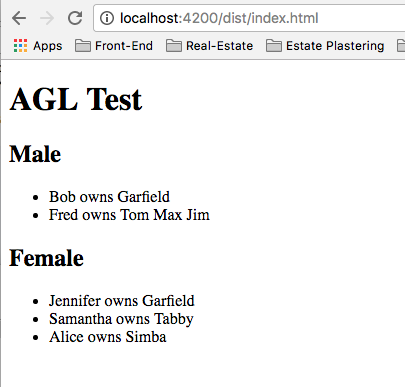 localhost:4200/dist/index.html
Apps Front-End Real-Estate Estate Plastering
AGL Test
Male
Bob owns Garfield
Fred owns Tom Max Jim
Female
Jennifer owns Garfield
Samantha owns Tabby
Alice owns Simba